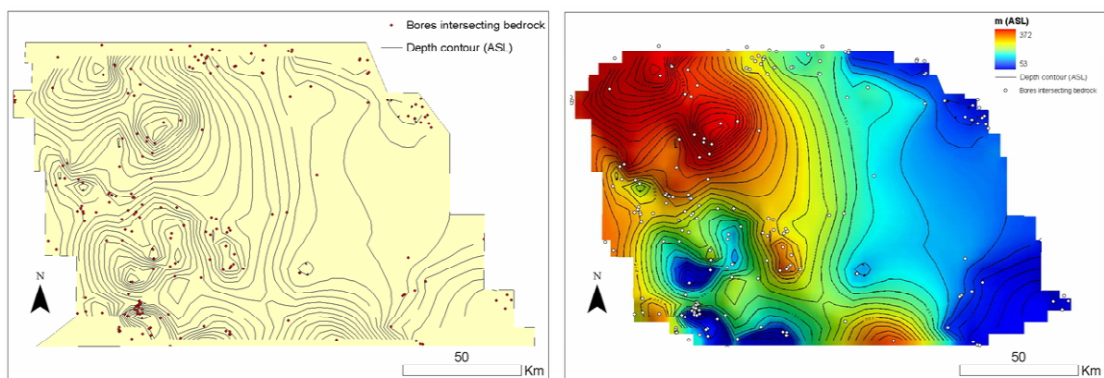 Bores intersecting bedrock
Depth contour (ASL)
N
50
Km
m (ASL)
372
53
Depth contour (ASL)
Bores intersecting bedrock
N
50
Km